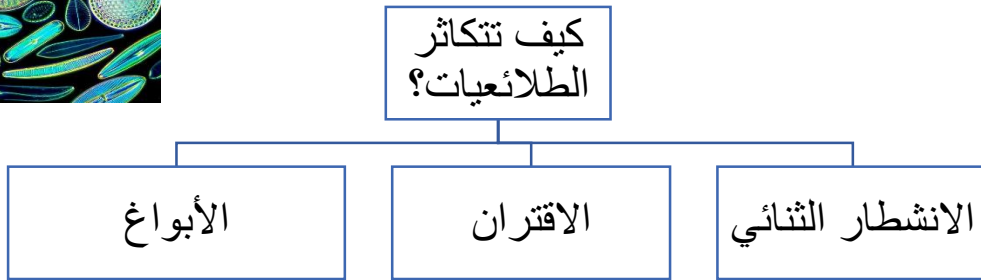 كيف تتكاثر
الطلائعيات؟
الانشطار الثنائي
الاقتران
الأبواغ